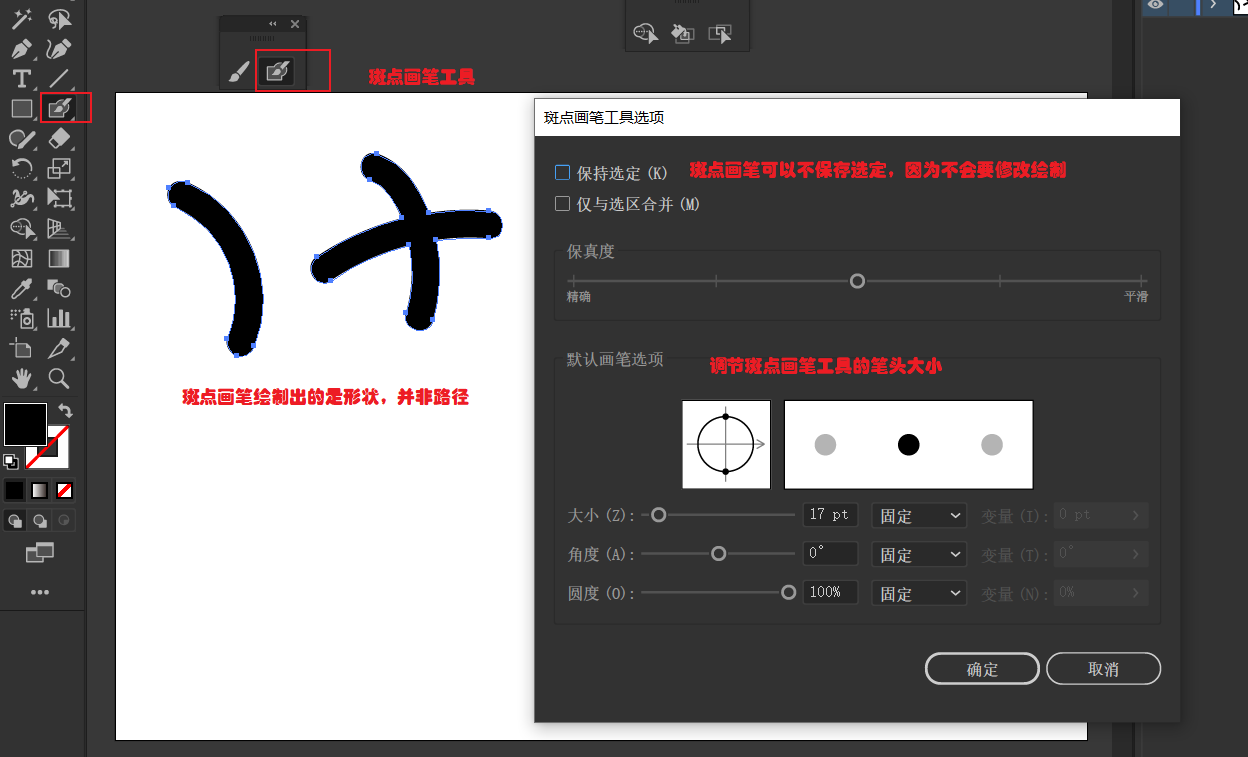 斑点画笔工具
斑点画笔工具选项
保持选定 (K)
斑点画笔可以不保存选定，因为不会要修改绘制
仅与选区合并 (M)
保真度
精确
平滑
默认画笔选项
调节斑点画笔工具的笔头大小
斑点画笔绘制出的是形状，并非路径
大小 (Z): 17 pt 固定 变量 (I): 0 pt
角度 (A): 0° 固定 变量 (T): 0°
圆度 (O): 100% 固定 变量 (N): 0%
确定 取消